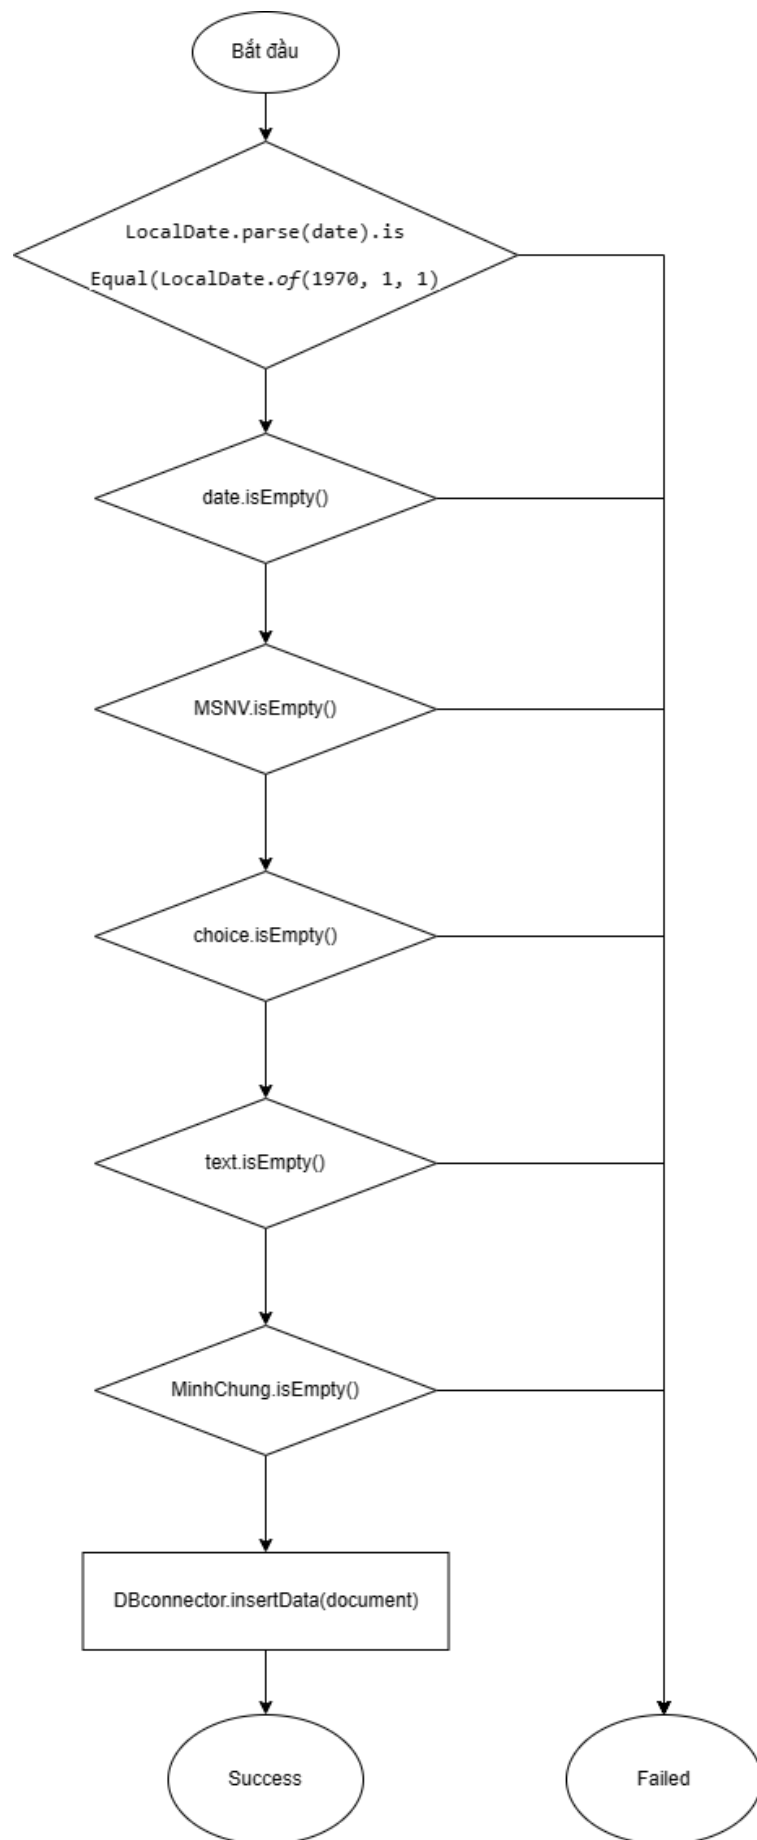 Bắt đầu
LocalDate.parse(date).is
Equal(LocalDate.of(1970, 1, 1)
date.isEmpty()
MSNV.isEmpty()
choice.isEmpty()
text.isEmpty()
MinhChung.isEmpty()
DBconnector.insertData(document)
Success
Failed